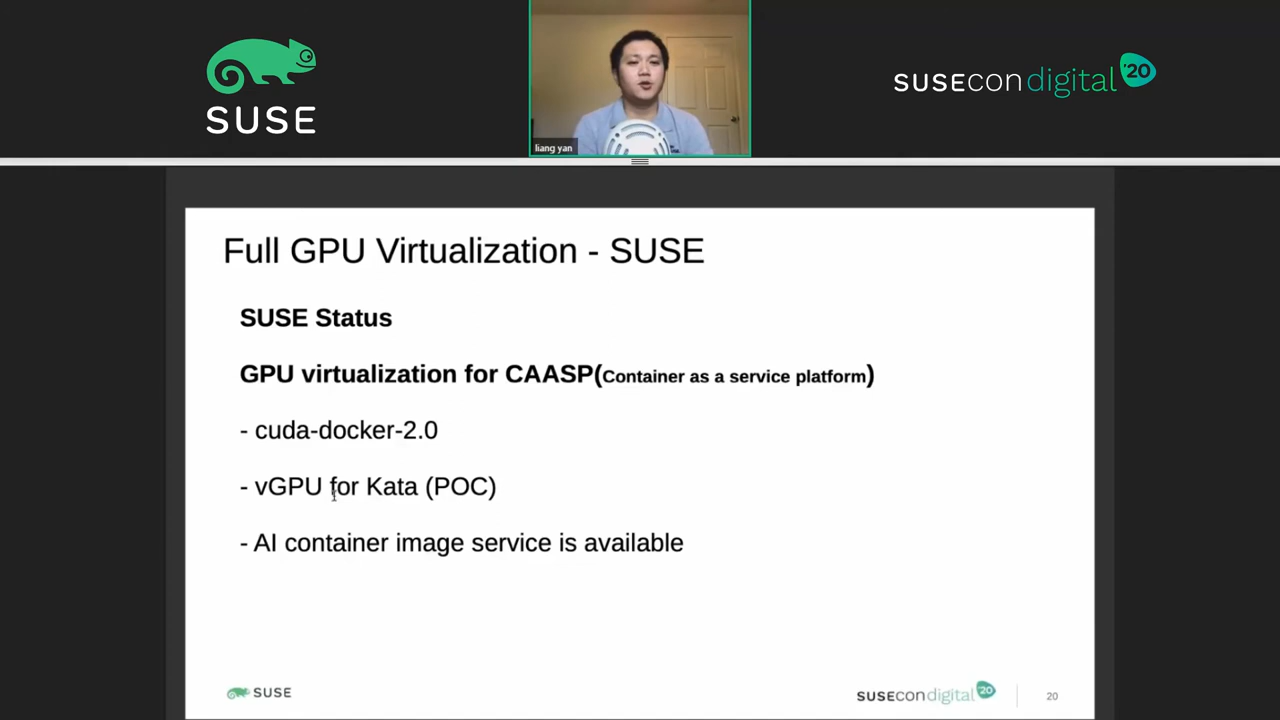 SUSE
SUSEcon digital '20
liang yan
Full GPU Virtualization - SUSE
SUSE Status
GPU virtualization for CAASP(Container as a service platform)
- cuda-docker-2.0
- vGPU for Kata (POC)
- AI container image service is available
SUSE
SUSEcon digital '20
20